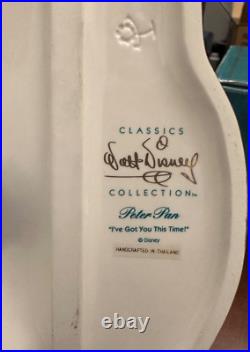 CLASSICS
Walt Disney
COLLECTION™
Peter Pan
"I've Got You This Time!"
© Disney
HANDCRAFTED IN THAILAND